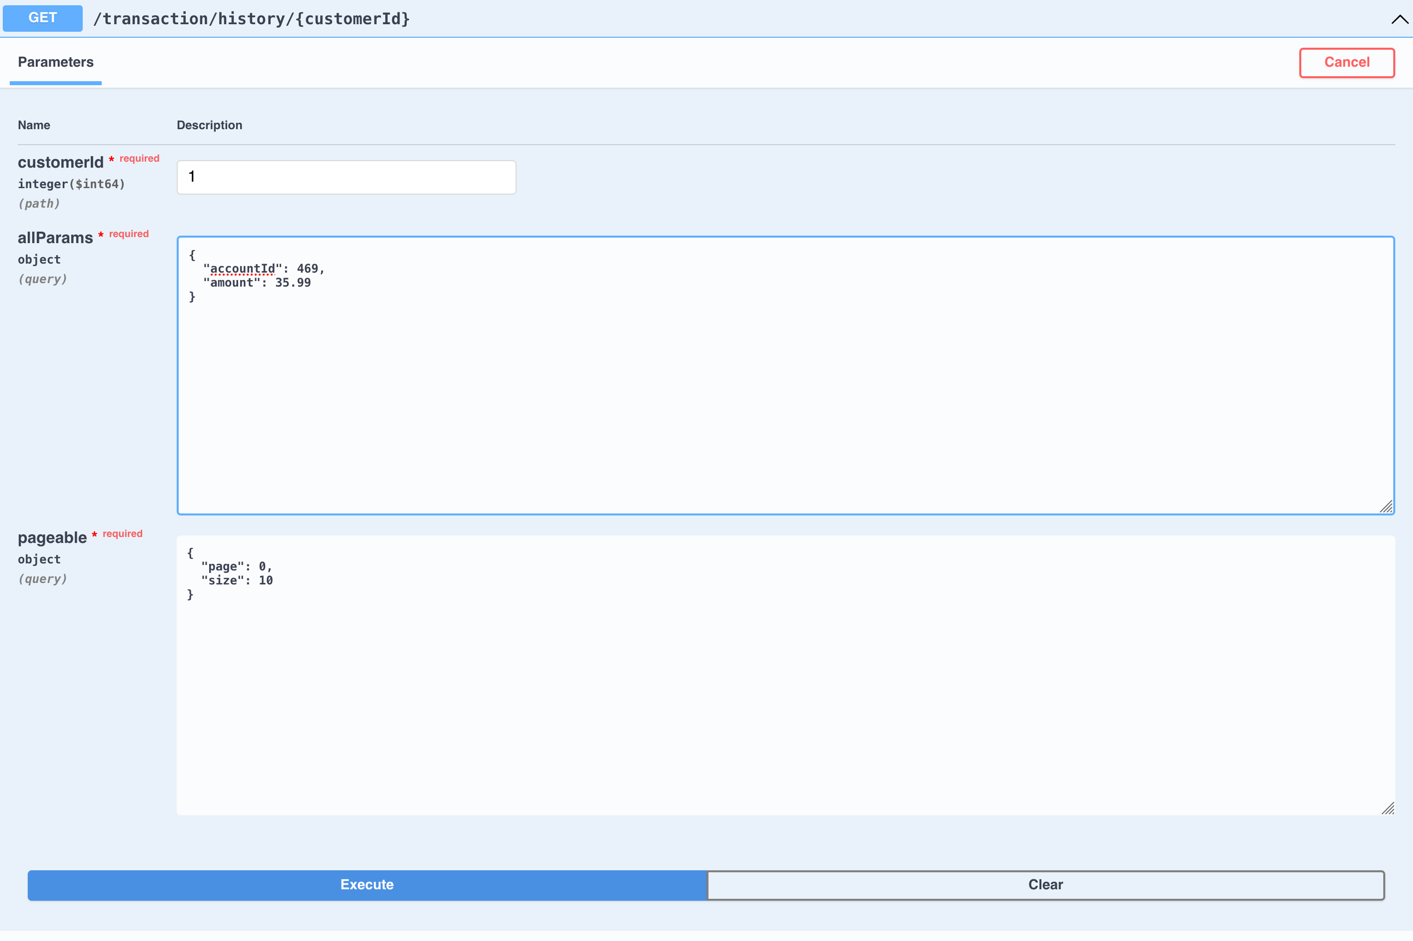 GET /transaction/history/{customerId}
Parameters Cancel
Name Description
customerId * required
integer($int64)
(path)
1
allParams * required
object
(query)
{
  "accountId": 469,
  "amount": 35.99
}
pageable * required
object
(query)
{
  "page": 0,
  "size": 10
}
Execute Clear